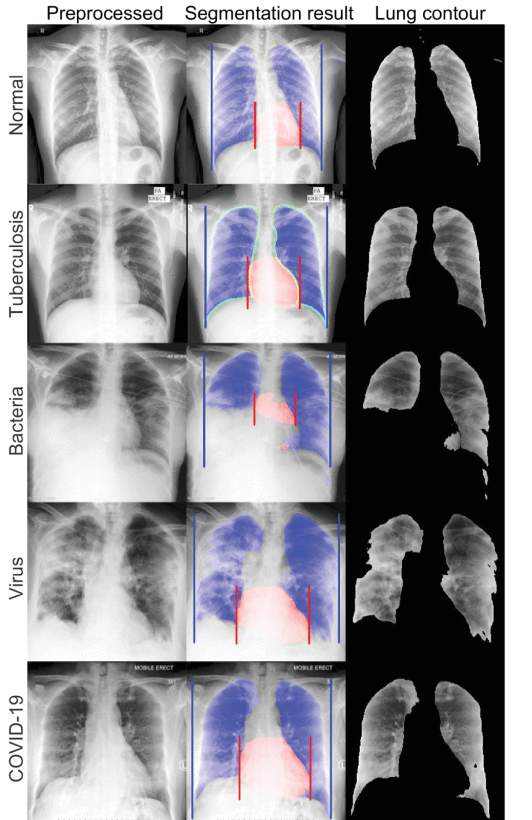 Preprocessed Segmentation result Lung contour
Normal
Tuberculosis
PA
ERECT
PA
ERECT
Bacteria
Virus
COVID-19
MOBILE ERECT
MOBILE ERECT